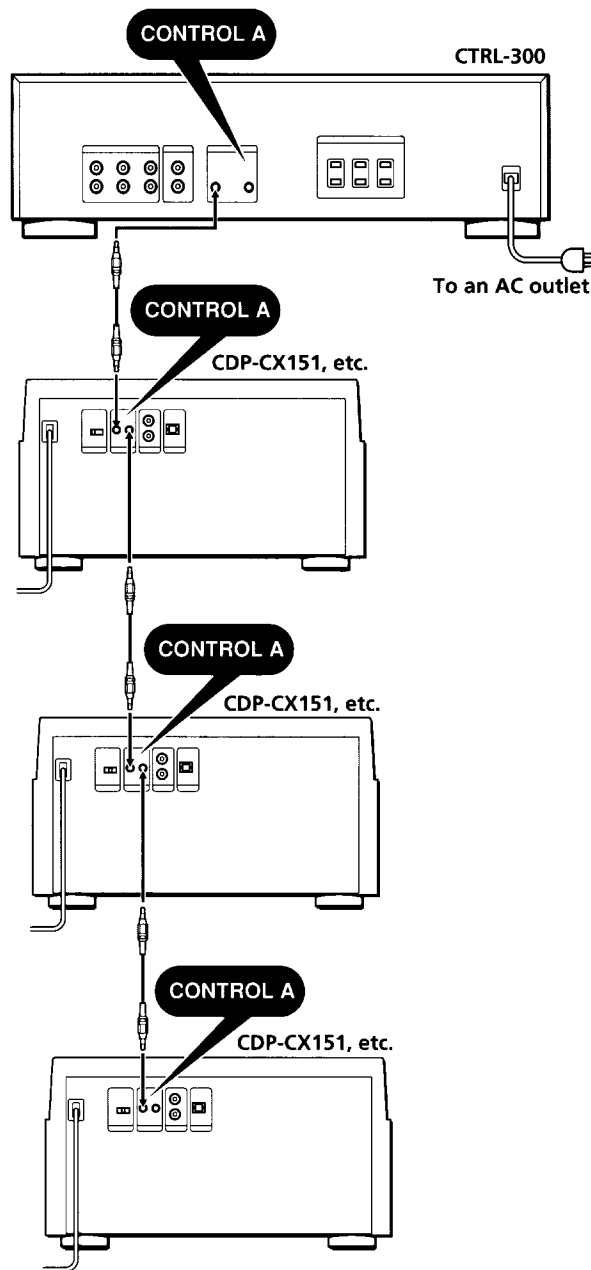 CONTROL A
CTRL-300
To an AC outlet
CONTROL A
CDP-CX151, etc.
CONTROL A
CDP-CX151, etc.
CONTROL A
CDP-CX151, etc.